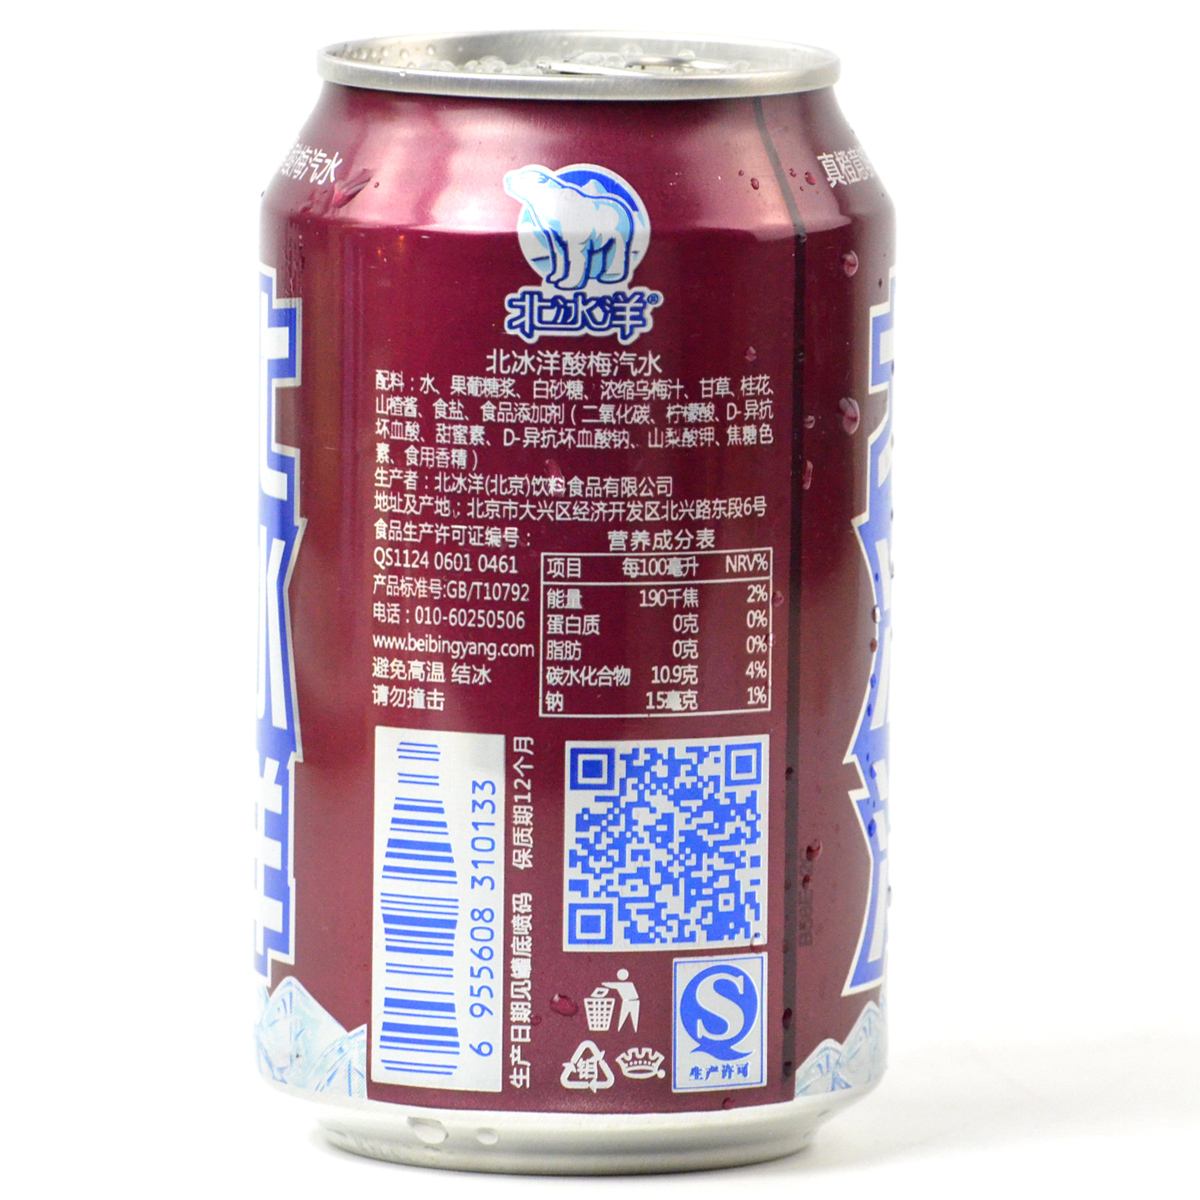 酸梅汽水
真橙意
北冰洋®
北冰洋酸梅汽水
配料：水、果葡糖浆、白砂糖、浓缩乌梅汁、甘草、桂花、
山楂酱、食盐、食品添加剂（二氧化碳、柠檬酸、D-异抗
坏血酸、甜蜜素、D-异抗坏血酸钠、山梨酸钾、焦糖色
素、食用香精）
生产者：北冰洋(北京)饮料食品有限公司
地址及产地：北京市大兴区经济开发区北兴路东段6号
食品生产许可证编号：
QS1124 0601 0461
产品标准号:GB/T10792
电话：010-60250506
www.beibingyang.com
避免高温 结冰
请勿撞击
营养成分表
项目 每100毫升 NRV%
能量 190千焦 2%
蛋白质 0克 0%
脂肪 0克 0%
碳水化合物 10.9克 4%
钠 15毫克 1%
6 955608 310133
生产日期见罐底喷码 保质期12个月
铝
S
生产许可